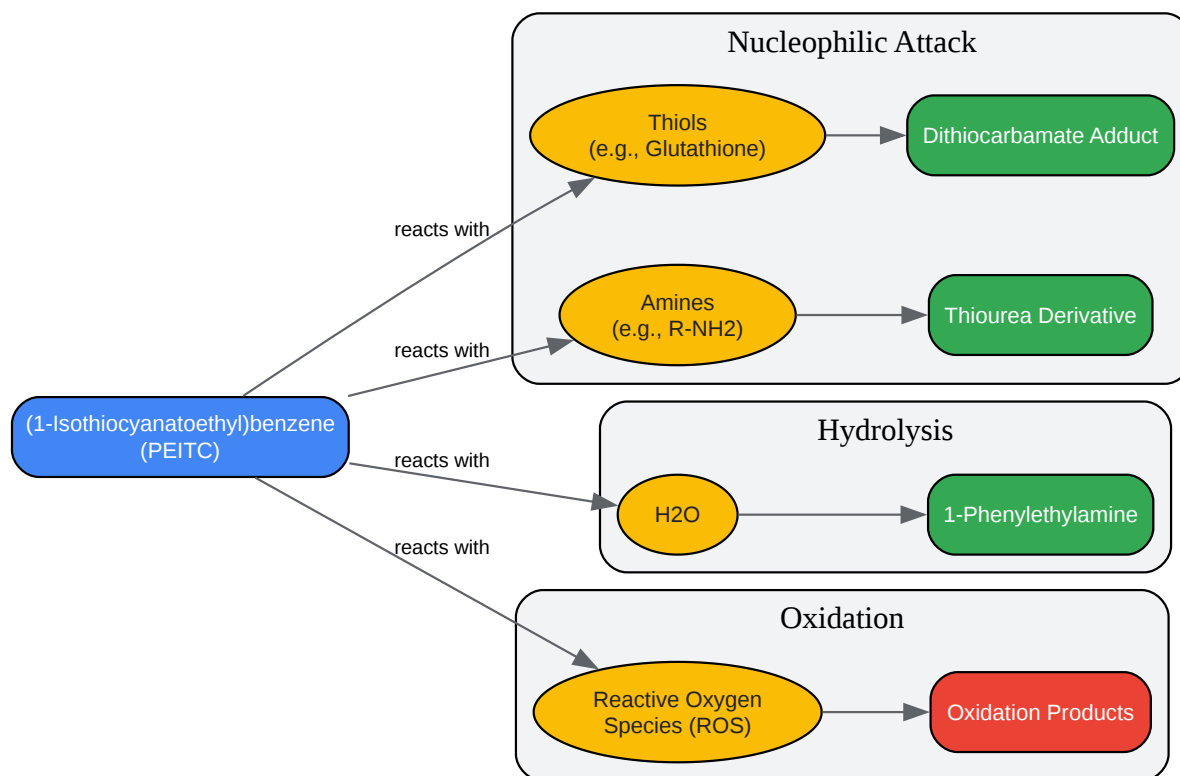 Nucleophilic Attack
Thiols
(e.g., Glutathione)
Dithiocarbamate Adduct
reacts with
Amines
(e.g., R-NH2)
Thiourea Derivative
reacts with
(1-Isothiocyanatoethyl)benzene
(PEITC)
Hydrolysis
reacts with
H2O
1-Phenylethylamine
reacts with
Oxidation
Reactive Oxygen
Species (ROS)
Oxidation Products